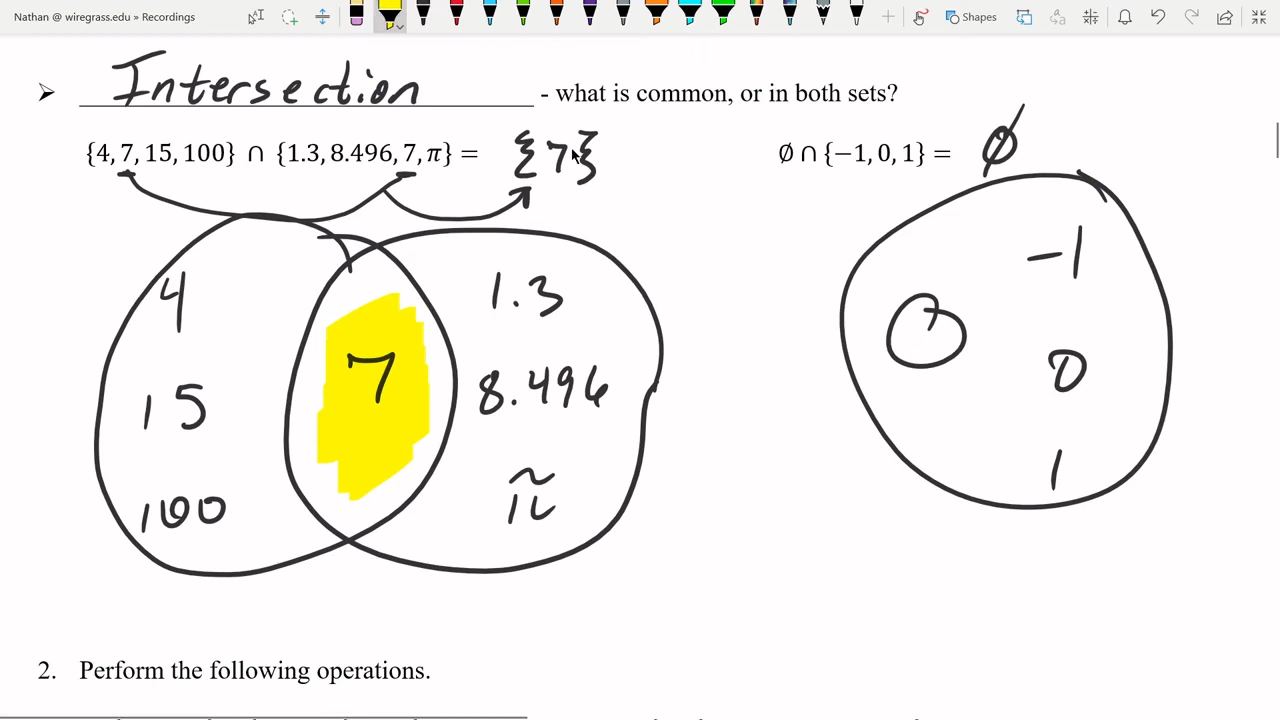 Nathan @ wiregrass.edu » Recordings
Shapes
➤ Intersection - what is common, or in both sets?
{4, 7, 15, 100} ∩ {1.3, 8.496, 7, π} = {7}
∅ ∩ {−1, 0, 1} = ∅
4 7 1.3
15 8.496
100 π
−1
0
1
2. Perform the following operations.